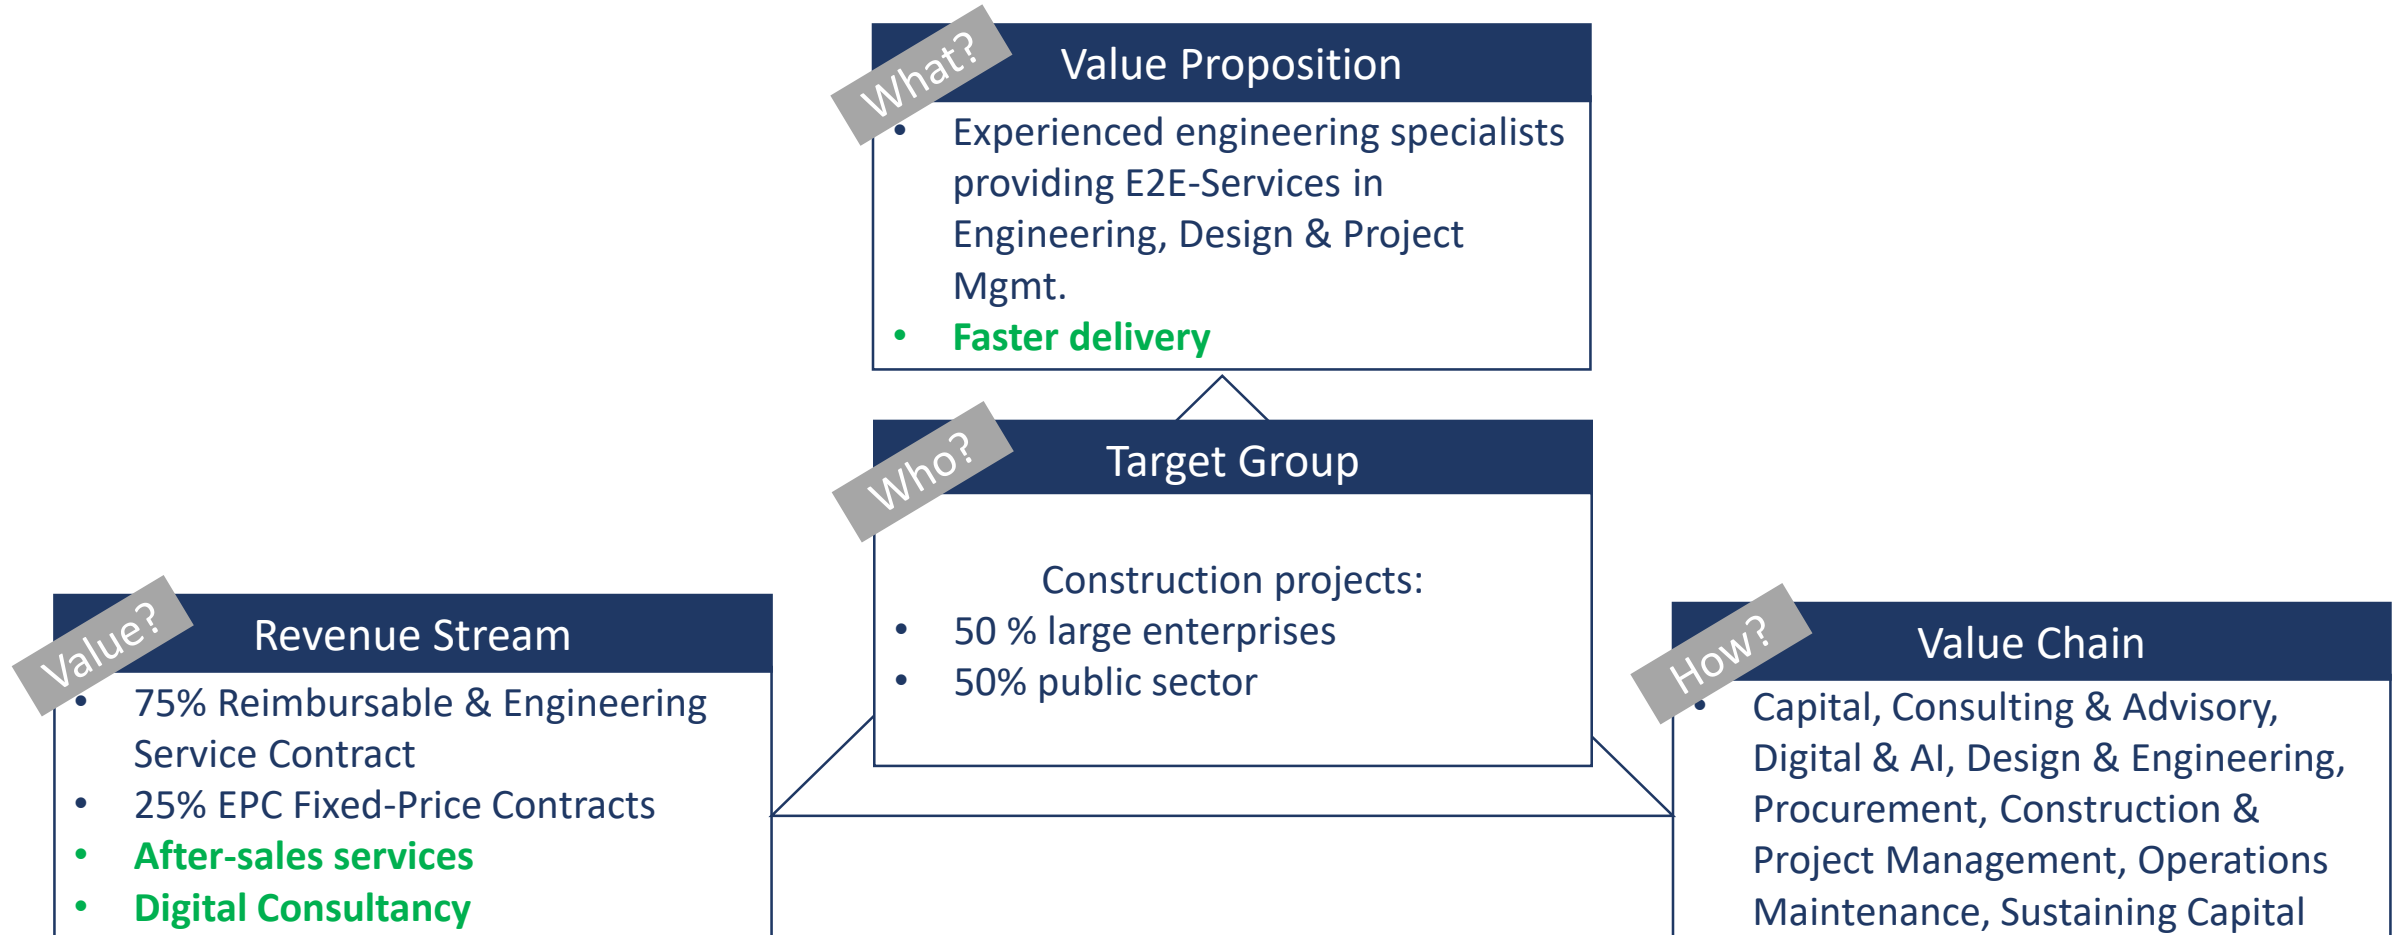 What?
Value Proposition
• Experienced engineering specialists
providing E2E-Services in
Engineering, Design & Project
Mgmt.
• Faster delivery
Who?
Target Group
Construction projects:
• 50 % large enterprises
• 50% public sector
Value?
Revenue Stream
• 75% Reimbursable & Engineering
Service Contract
• 25% EPC Fixed-Price Contracts
• After-sales services
• Digital Consultancy
How?
Value Chain
• Capital, Consulting & Advisory,
Digital & AI, Design & Engineering,
Procurement, Construction &
Project Management, Operations
Maintenance, Sustaining Capital